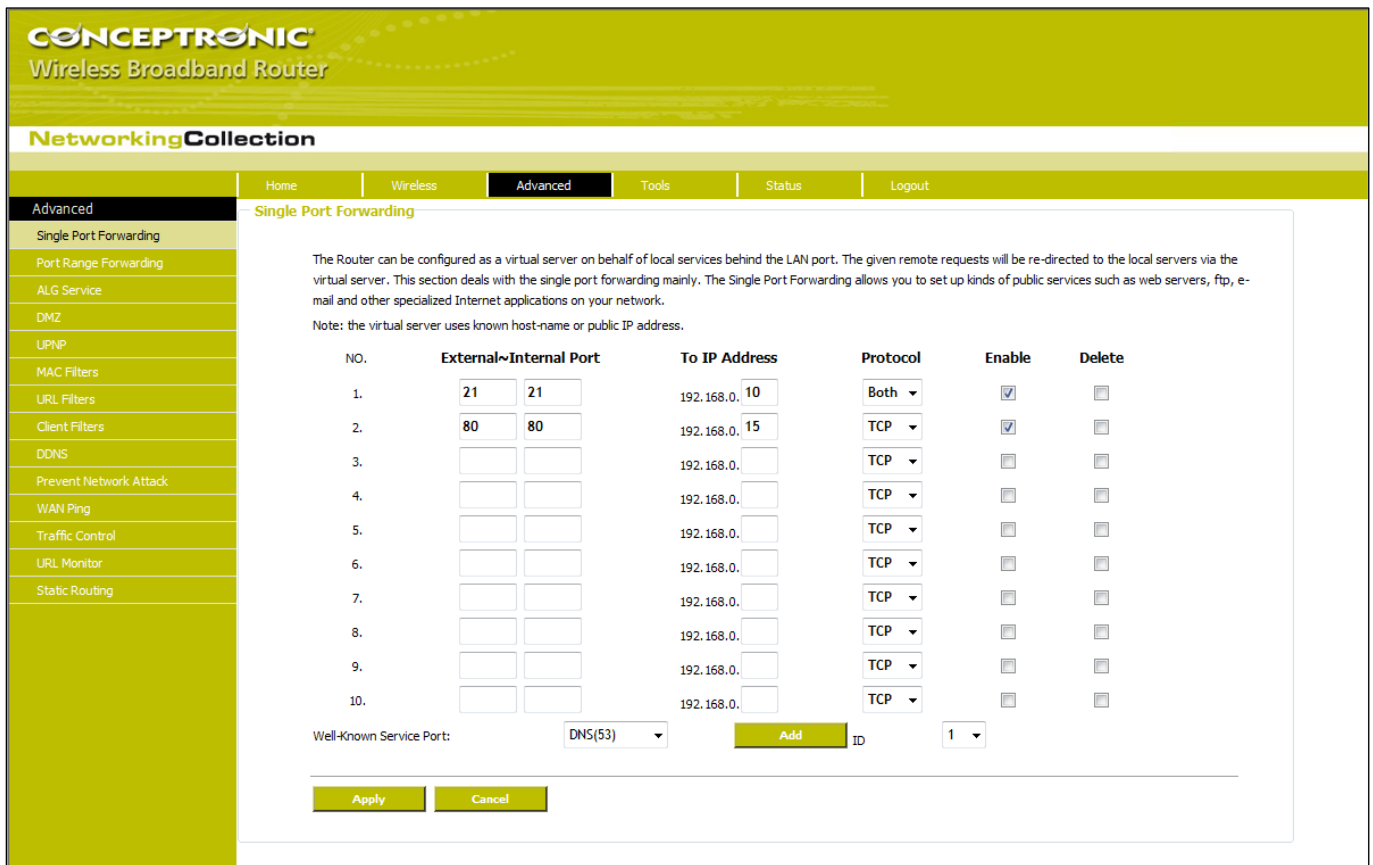 CONCEPTRONIC®
Wireless Broadband Router
NetworkingCollection
Home Wireless Advanced Tools Status Logout
Advanced
Single Port Forwarding
Port Range Forwarding
ALG Service
DMZ
UPNP
MAC Filters
URL Filters
Client Filters
DDNS
Prevent Network Attack
WAN Ping
Traffic Control
URL Monitor
Static Routing
Single Port Forwarding
The Router can be configured as a virtual server on behalf of local services behind the LAN port. The given remote requests will be re-directed to the local servers via the
virtual server. This section deals with the single port forwarding mainly. The Single Port Forwarding allows you to set up kinds of public services such as web servers, ftp, e-
mail and other specialized Internet applications on your network.
Note: the virtual server uses known host-name or public IP address.
NO. External~Internal Port To IP Address Protocol Enable Delete
1. 21 21 192.168.0. 10 Both
2. 80 80 192.168.0. 15 TCP
3. 192.168.0. TCP
4. 192.168.0. TCP
5. 192.168.0. TCP
6. 192.168.0. TCP
7. 192.168.0. TCP
8. 192.168.0. TCP
9. 192.168.0. TCP
10. 192.168.0. TCP
Well-Known Service Port: DNS(53) Add ID 1
Apply Cancel